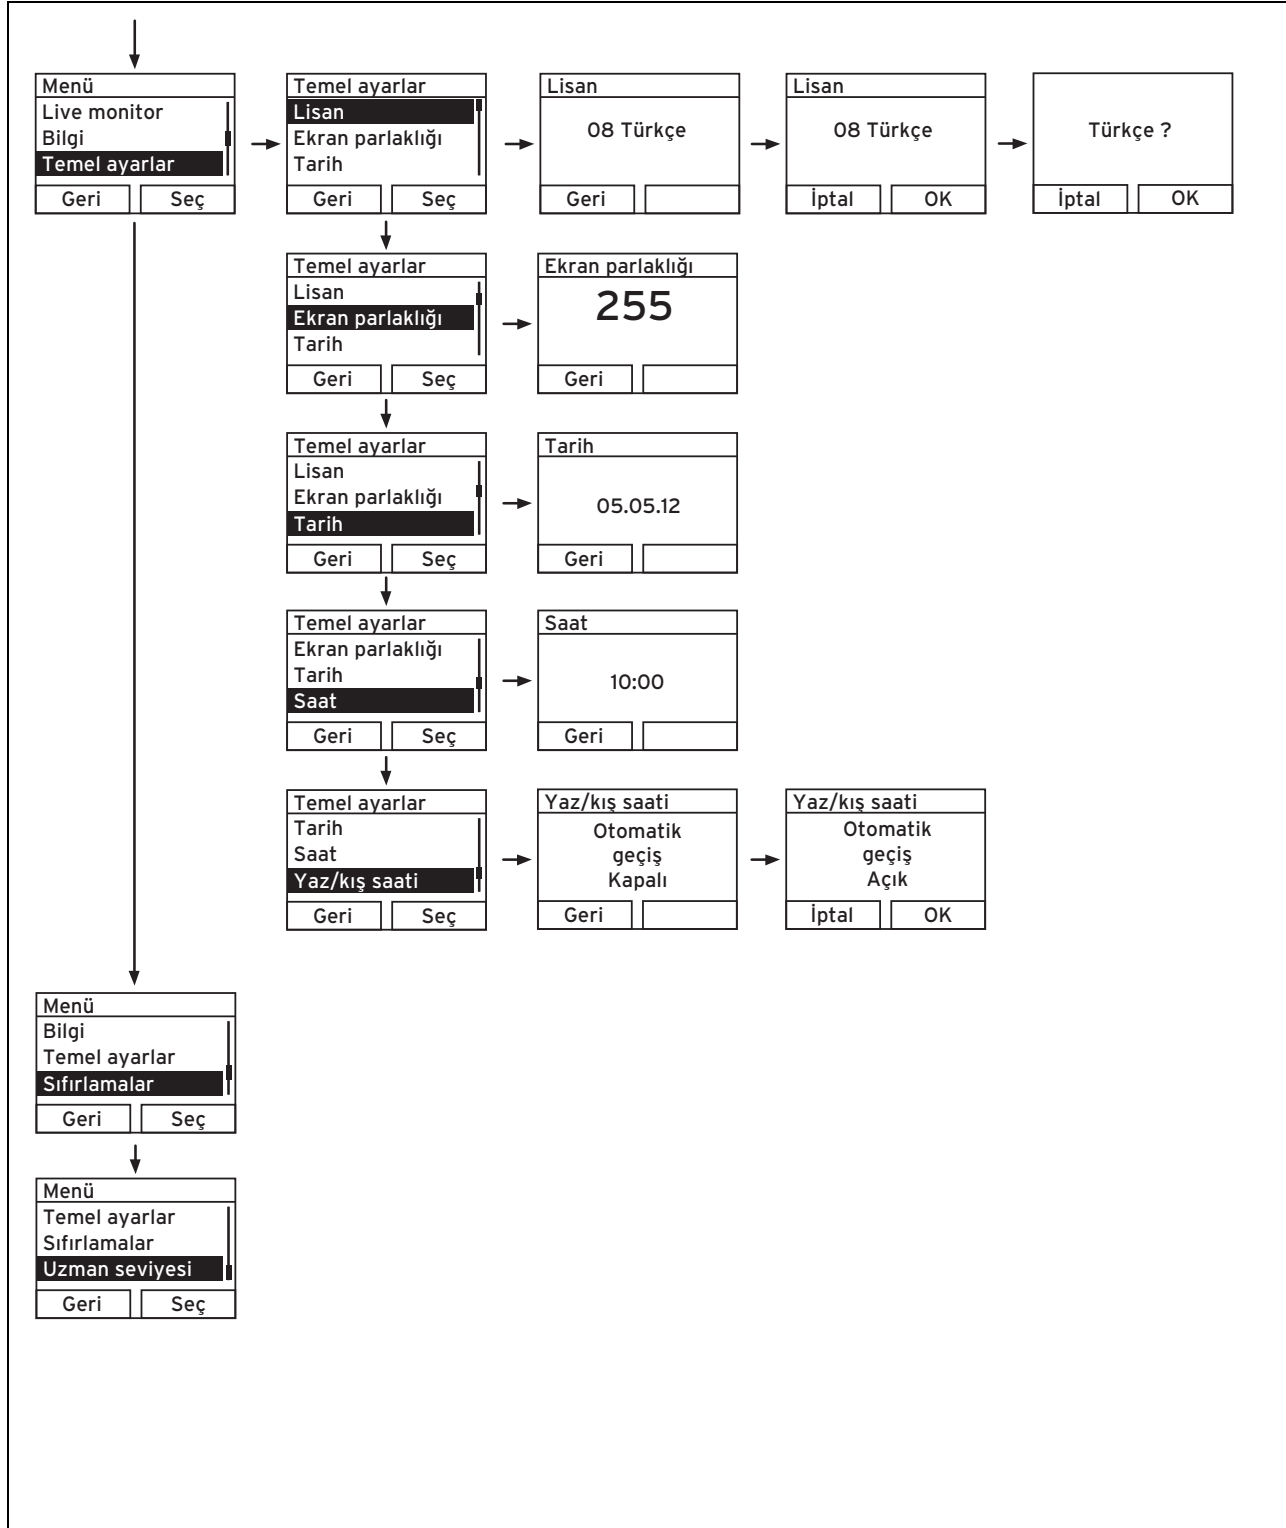 Menü
Live monitor
Bilgi
Temel ayarlar
Geri Seç
Temel ayarlar
Lisan
Ekran parlaklığı
Tarih
Geri Seç
Lisan
08 Türkçe
Geri
Lisan
08 Türkçe
İptal OK
Türkçe ?
İptal OK
Temel ayarlar
Lisan
Ekran parlaklığı
Tarih
Geri Seç
Ekran parlaklığı
255
Geri
Temel ayarlar
Lisan
Ekran parlaklığı
Tarih
Geri Seç
Tarih
05.05.12
Geri
Temel ayarlar
Ekran parlaklığı
Tarih
Saat
Geri Seç
Saat
10:00
Geri
Temel ayarlar
Tarih
Saat
Yaz/kış saati
Geri Seç
Yaz/kış saati
Otomatik
geçiş
Kapalı
Geri
Yaz/kış saati
Otomatik
geçiş
Açık
İptal OK
Menü
Bilgi
Temel ayarlar
Sıfırlamalar
Geri Seç
Menü
Temel ayarlar
Sıfırlamalar
Uzman seviyesi
Geri Seç